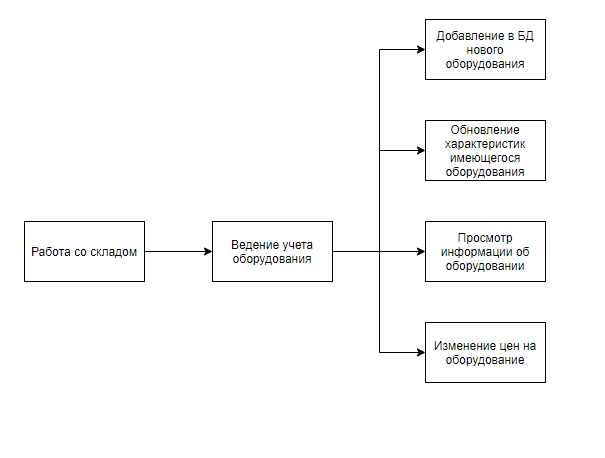 Добавление в БД
нового
оборудования
Обновление
характеристик
имеющегося
оборудования
Работа со складом
Ведение учета
оборудования
Просмотр
информации об
оборудовании
Изменение цен на
оборудование